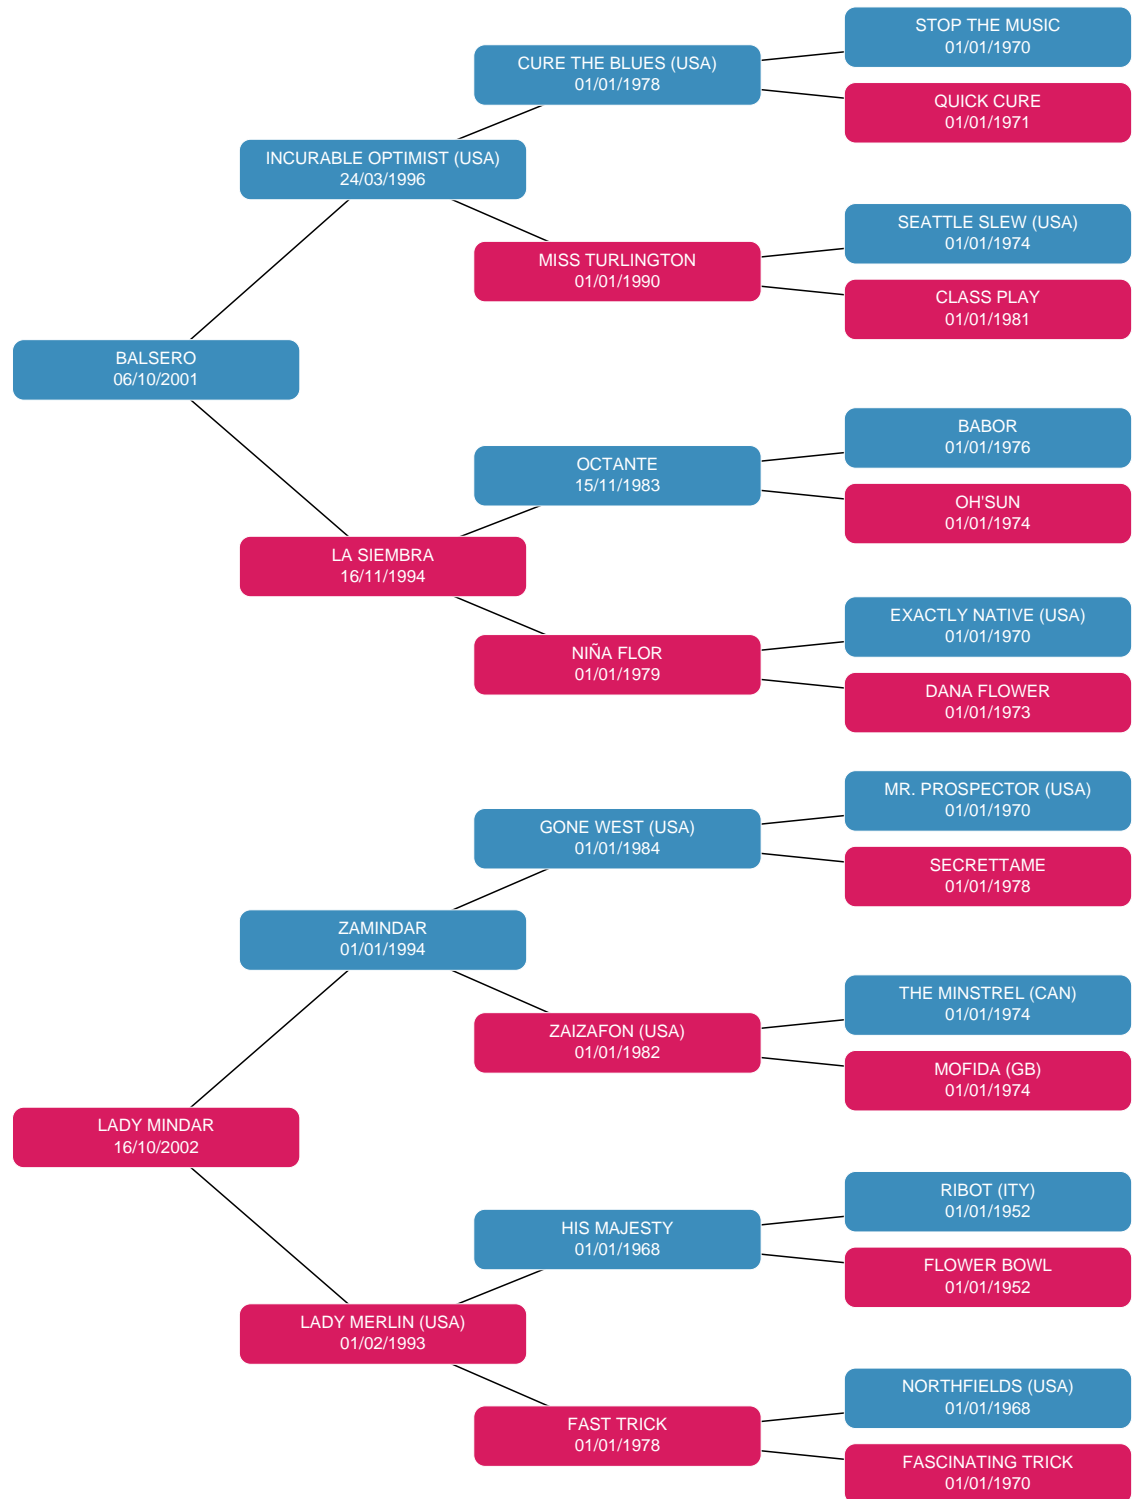 STOP THE MUSIC
01/01/1970
CURE THE BLUES (USA)
01/01/1978
QUICK CURE
01/01/1971
INCURABLE OPTIMIST (USA)
24/03/1996
SEATTLE SLEW (USA)
01/01/1974
MISS TURLINGTON
01/01/1990
CLASS PLAY
01/01/1981
BALSERO
06/10/2001
BABOR
01/01/1976
OCTANTE
15/11/1983
OH'SUN
01/01/1974
LA SIEMBRA
16/11/1994
EXACTLY NATIVE (USA)
01/01/1970
NIÑA FLOR
01/01/1979
DANA FLOWER
01/01/1973
MR. PROSPECTOR (USA)
01/01/1970
GONE WEST (USA)
01/01/1984
SECRETTAME
01/01/1978
ZAMINDAR
01/01/1994
THE MINSTREL (CAN)
01/01/1974
ZAIZAFON (USA)
01/01/1982
MOFIDA (GB)
01/01/1974
LADY MINDAR
16/10/2002
RIBOT (ITY)
01/01/1952
HIS MAJESTY
01/01/1968
FLOWER BOWL
01/01/1952
LADY MERLIN (USA)
01/02/1993
NORTHFIELDS (USA)
01/01/1968
FAST TRICK
01/01/1978
FASCINATING TRICK
01/01/1970